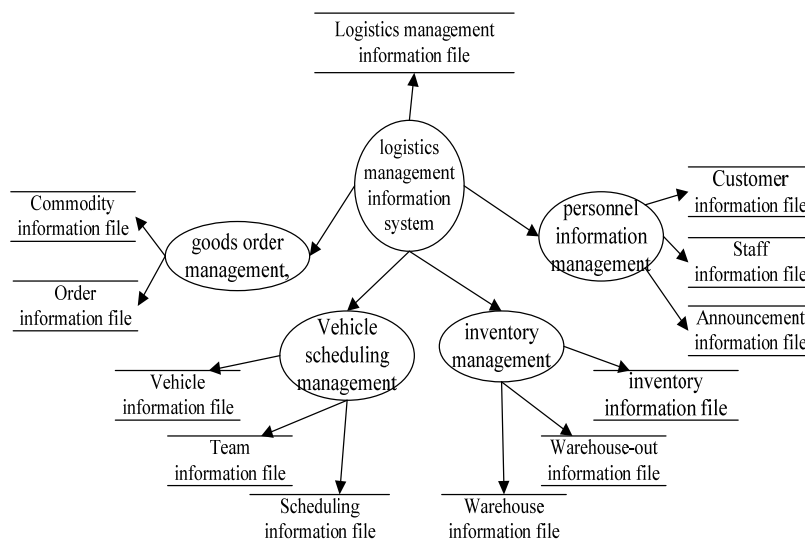 Logistics management
information file
logistics
management
information
system
Commodity
information file
goods order
management,
Order
information file
personnel
information
management
Customer
information file
Staff
information file
Announcement
information file
Vehicle
scheduling
management
inventory
management
Vehicle
information file
Team
information file
Scheduling
information file
inventory
information file
Warehouse-out
information file
Warehouse
information file